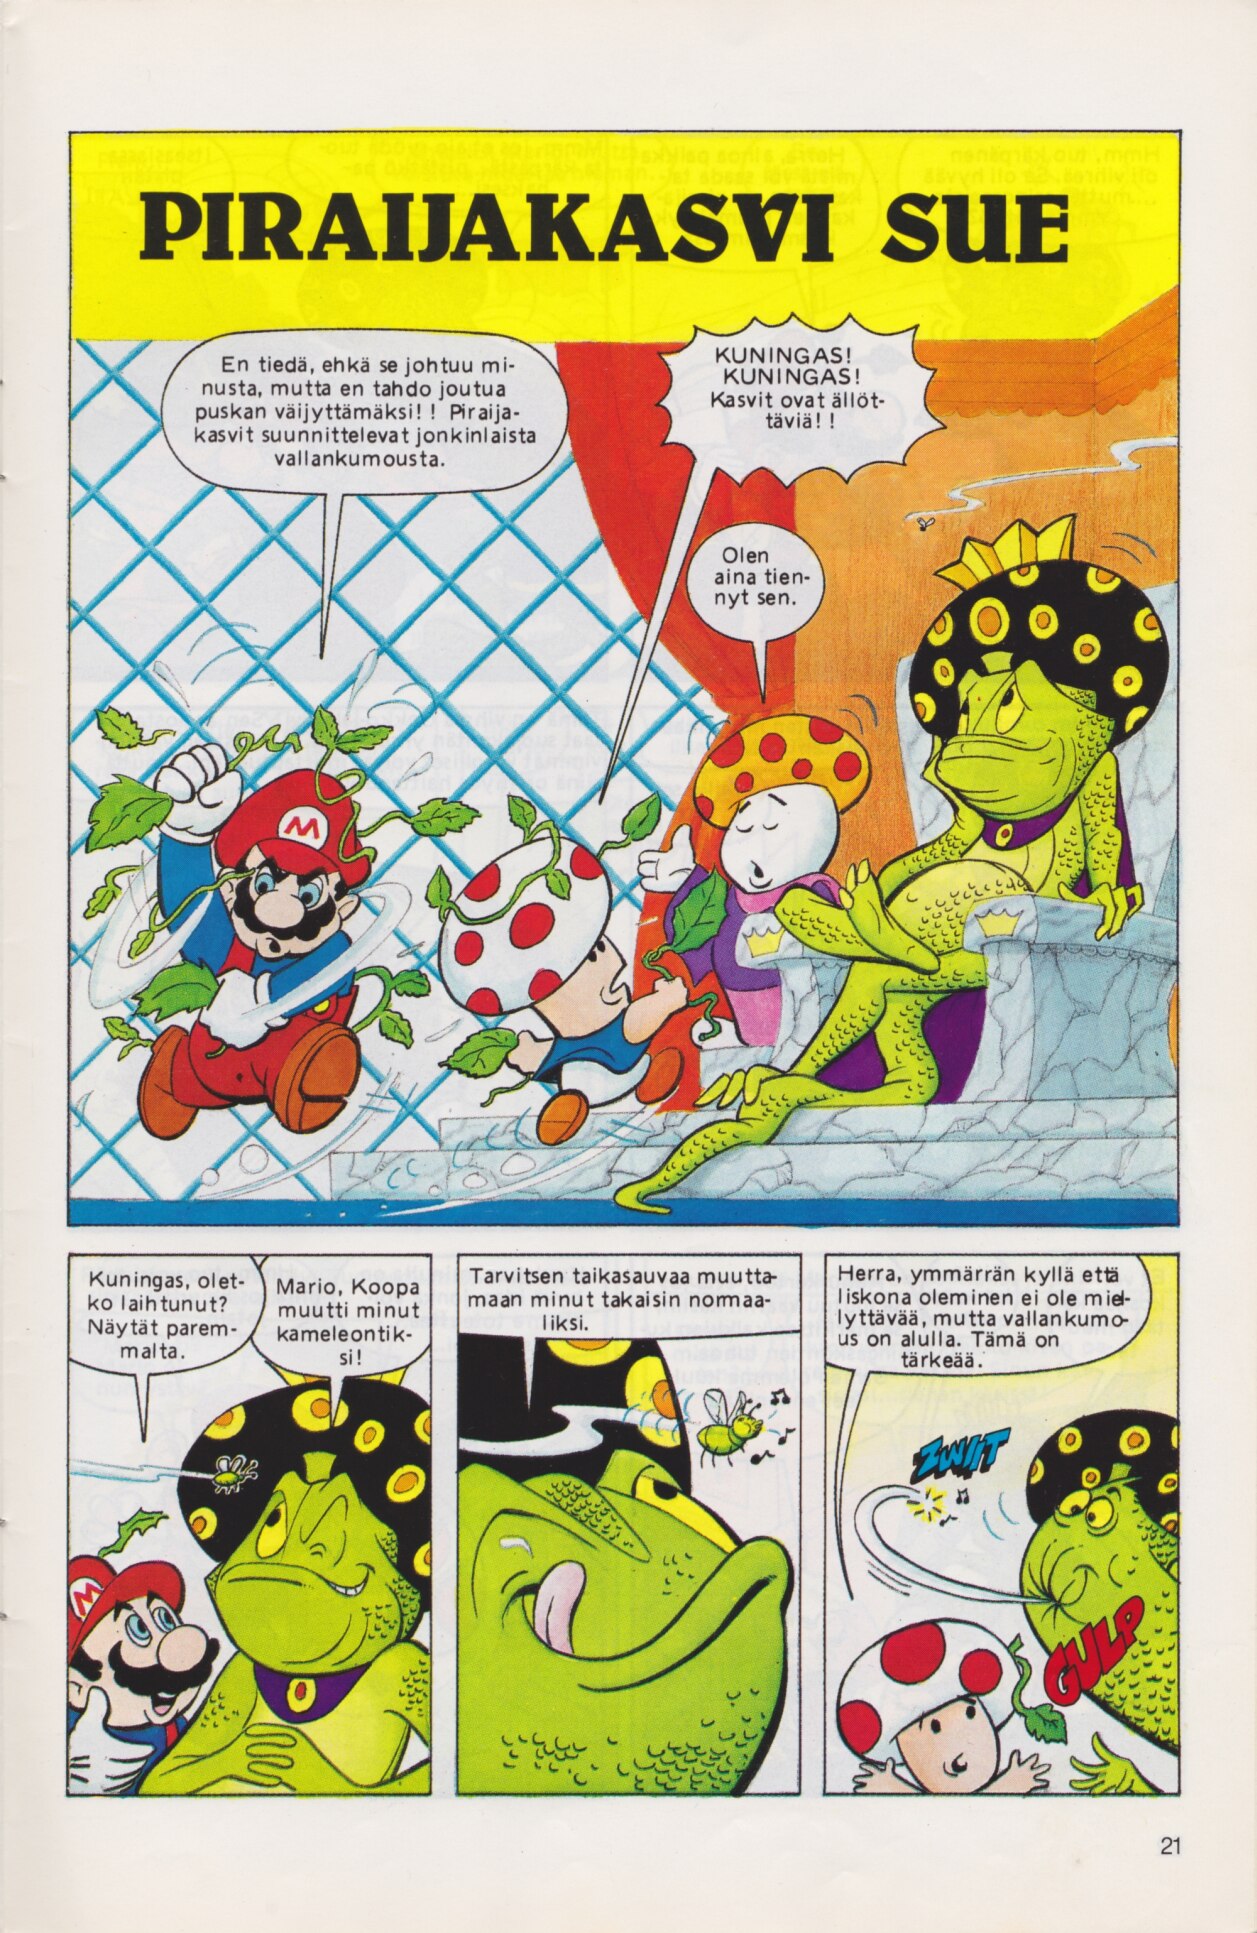 PIRAIJAKASVI SUE
En tiedä, ehkä se johtuu mi-
nusta, mutta en tahdo joutua
puskan väijyttämäksi!! Piraija-
kasvit suunnittelevat jonkinlaista
vallankumousta.
KUNINGAS!
KUNINGAS!
Kasvit ovat ällöt-
täviä!!
Olen
aina tien-
nyt sen.
M
Kuningas, olet-
ko laihtunut?
Näytät parem-
malta.
Mario, Koopa
muutti minut
kameleontik-
si!
M
Tarvitsen taikasauvaa muutta-
maan minut takaisin normaa-
liksi.
Herra, ymmärrän kyllä että
liskona oleminen ei ole miel-
lyttävää, mutta vallankumo-
us on alulla. Tämä on
tärkeää.
ZWIT
GULP
21